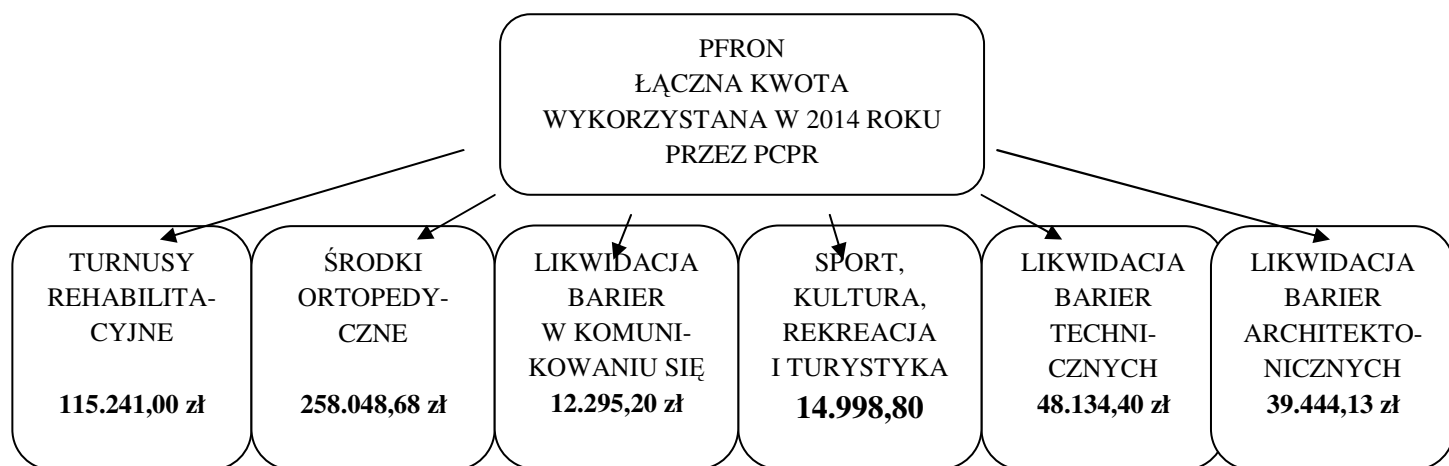 PFRON
ŁĄCZNA KWOTA
WYKORZYSTANA W 2014 ROKU
PRZEZ PCPR
TURNUSY
REHABILITA-
CYJNE
115.241,00 zł
ŚRODKI
ORTOPEDY-
CZNE
258.048,68 zł
LIKWIDACJA
BARIER
W KOMUNI-
KOWANIU SIĘ
12.295,20 zł
SPORT,
KULTURA,
REKREACJA
I TURYSTYKA
14.998,80
LIKWIDACJA
BARIER
TECHNI-
CZNYCH
48.134,40 zł
LIKWIDACJA
BARIER
ARCHITEKTO-
NICZNYCH
39.444,13 zł